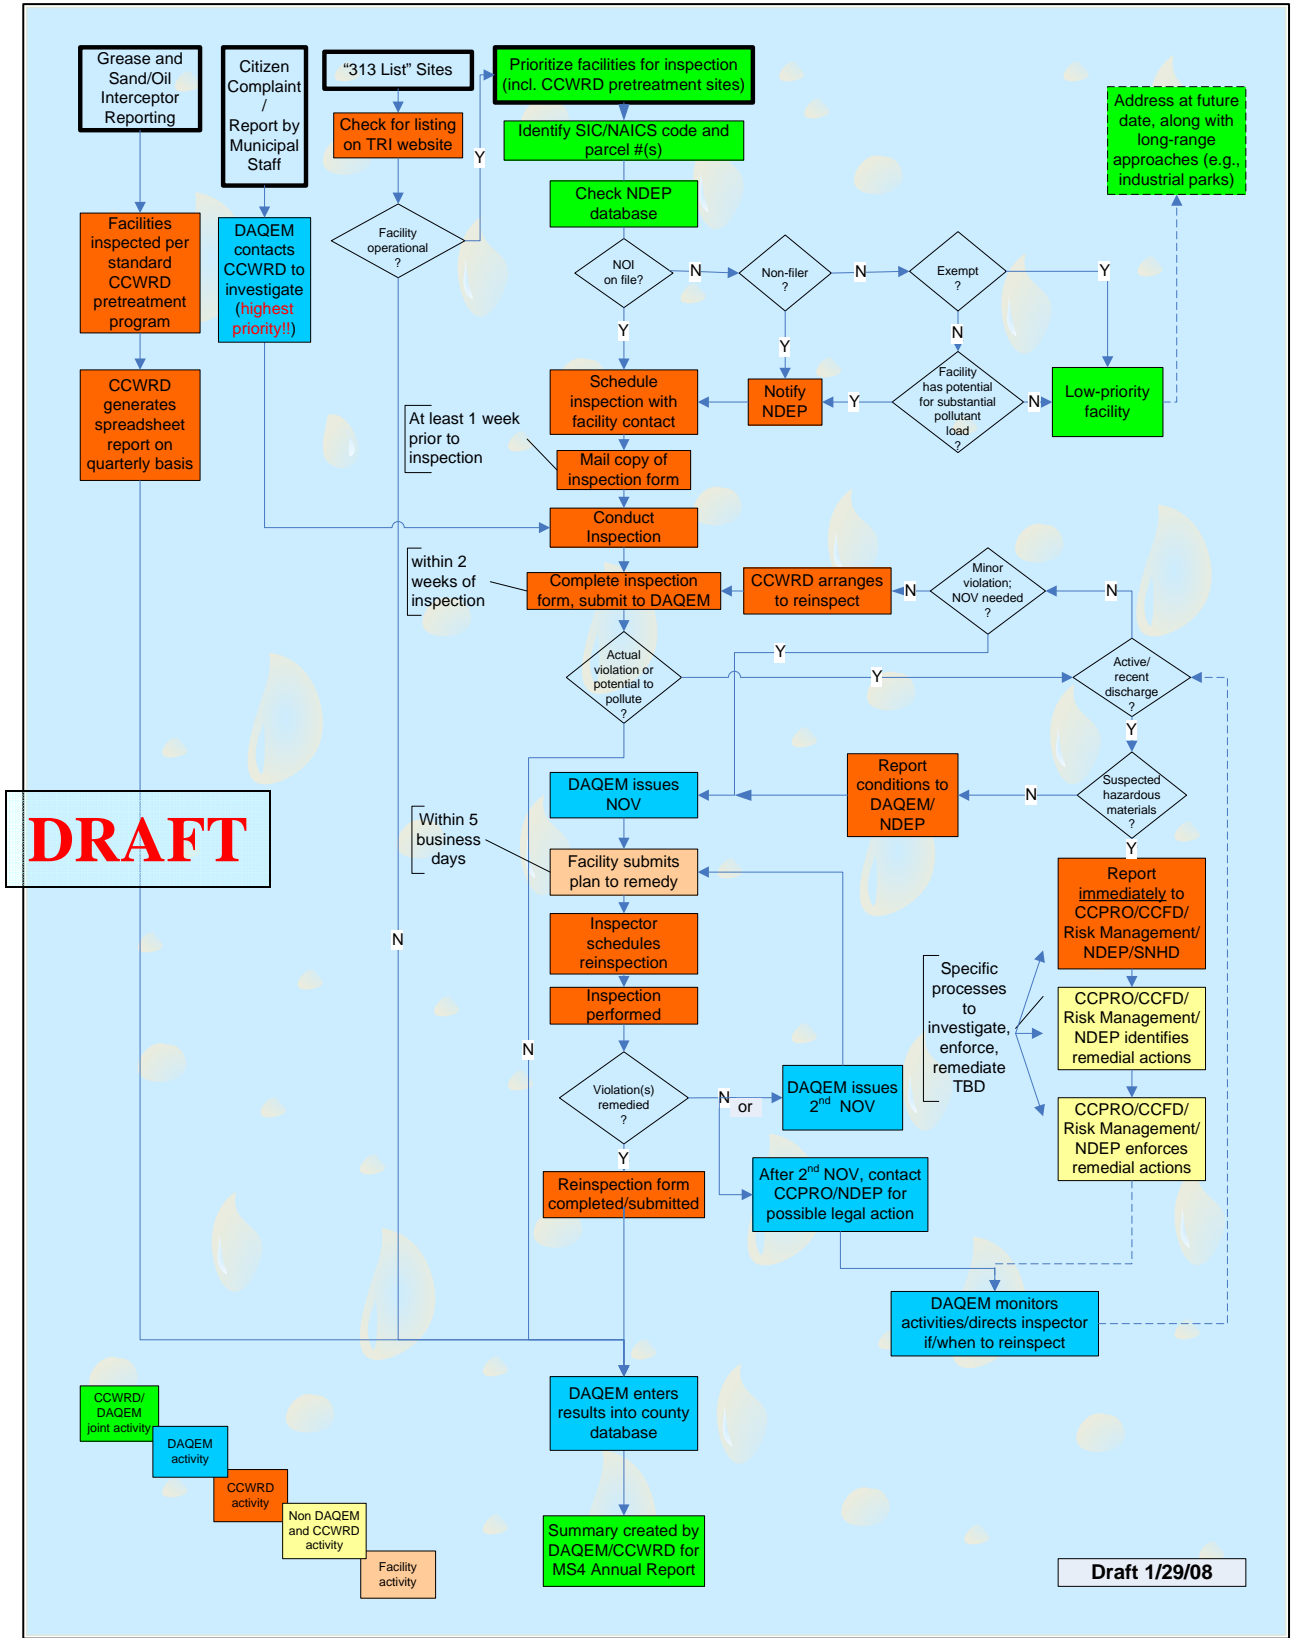 Grease and
Sand/Oil
Interceptor
Reporting
Citizen
Complaint
/
Report by
Municipal
Staff
“313 List” Sites
Prioritize facilities for inspection
(incl. CCWRD pretreatment sites)
Address at future
date, along with
long-range
approaches (e.g.,
industrial parks)
Check for listing
on TRI website
Y
Identify SIC/NAICS code and
parcel #(s)
Check NDEP
database
Facilities
inspected per
standard
CCWRD
pretreatment
program
DAQEM
contacts
CCWRD to
investigate
(highest
priority!!)
Facility
operational
?
NOI
on file?
N
Non-filer
?
N
Exempt
?
Y
Y
Y
N
CCWRD
generates
spreadsheet
report on
quarterly basis
Schedule
inspection with
facility contact
Notify
NDEP
Y
Facility
has potential
for substantial
pollutant
load
?
N
Low-priority
facility
At least 1 week
prior to
inspection
Mail copy of
inspection form
Conduct
Inspection
within 2
weeks of
inspection
Complete inspection
form, submit to DAQEM
CCWRD arranges
to reinspect
N
Minor
violation;
NOV needed
?
N
Y
Actual
violation or
potential to
pollute
?
Y
Active/
recent
discharge
?
Y
DAQEM issues
NOV
Report
conditions to
DAQEM/
NDEP
N
Suspected
hazardous
materials
?
Y
DRAFT
Within 5
business
days
Facility submits
plan to remedy
Report
immediately to
CCPRO/CCFD/
Risk Management/
NDEP/SNHD
N
Inspector
schedules
reinspection
Specific
processes
to
investigate,
enforce,
remediate
TBD
CCPRO/CCFD/
Risk Management/
NDEP identifies
remedial actions
Inspection
performed
N
Violation(s)
remedied
?
N
or
DAQEM issues
2nd NOV
CCPRO/CCFD/
Risk Management/
NDEP enforces
remedial actions
Y
Reinspection form
completed/submitted
After 2nd NOV, contact
CCPRO/NDEP for
possible legal action
DAQEM monitors
activities/directs inspector
if/when to reinspect
DAQEM enters
results into county
database
CCWRD/
DAQEM
joint activity
DAQEM
activity
CCWRD
activity
Non DAQEM
and CCWRD
activity
Facility
activity
Summary created by
DAQEM/CCWRD for
MS4 Annual Report
Draft 1/29/08